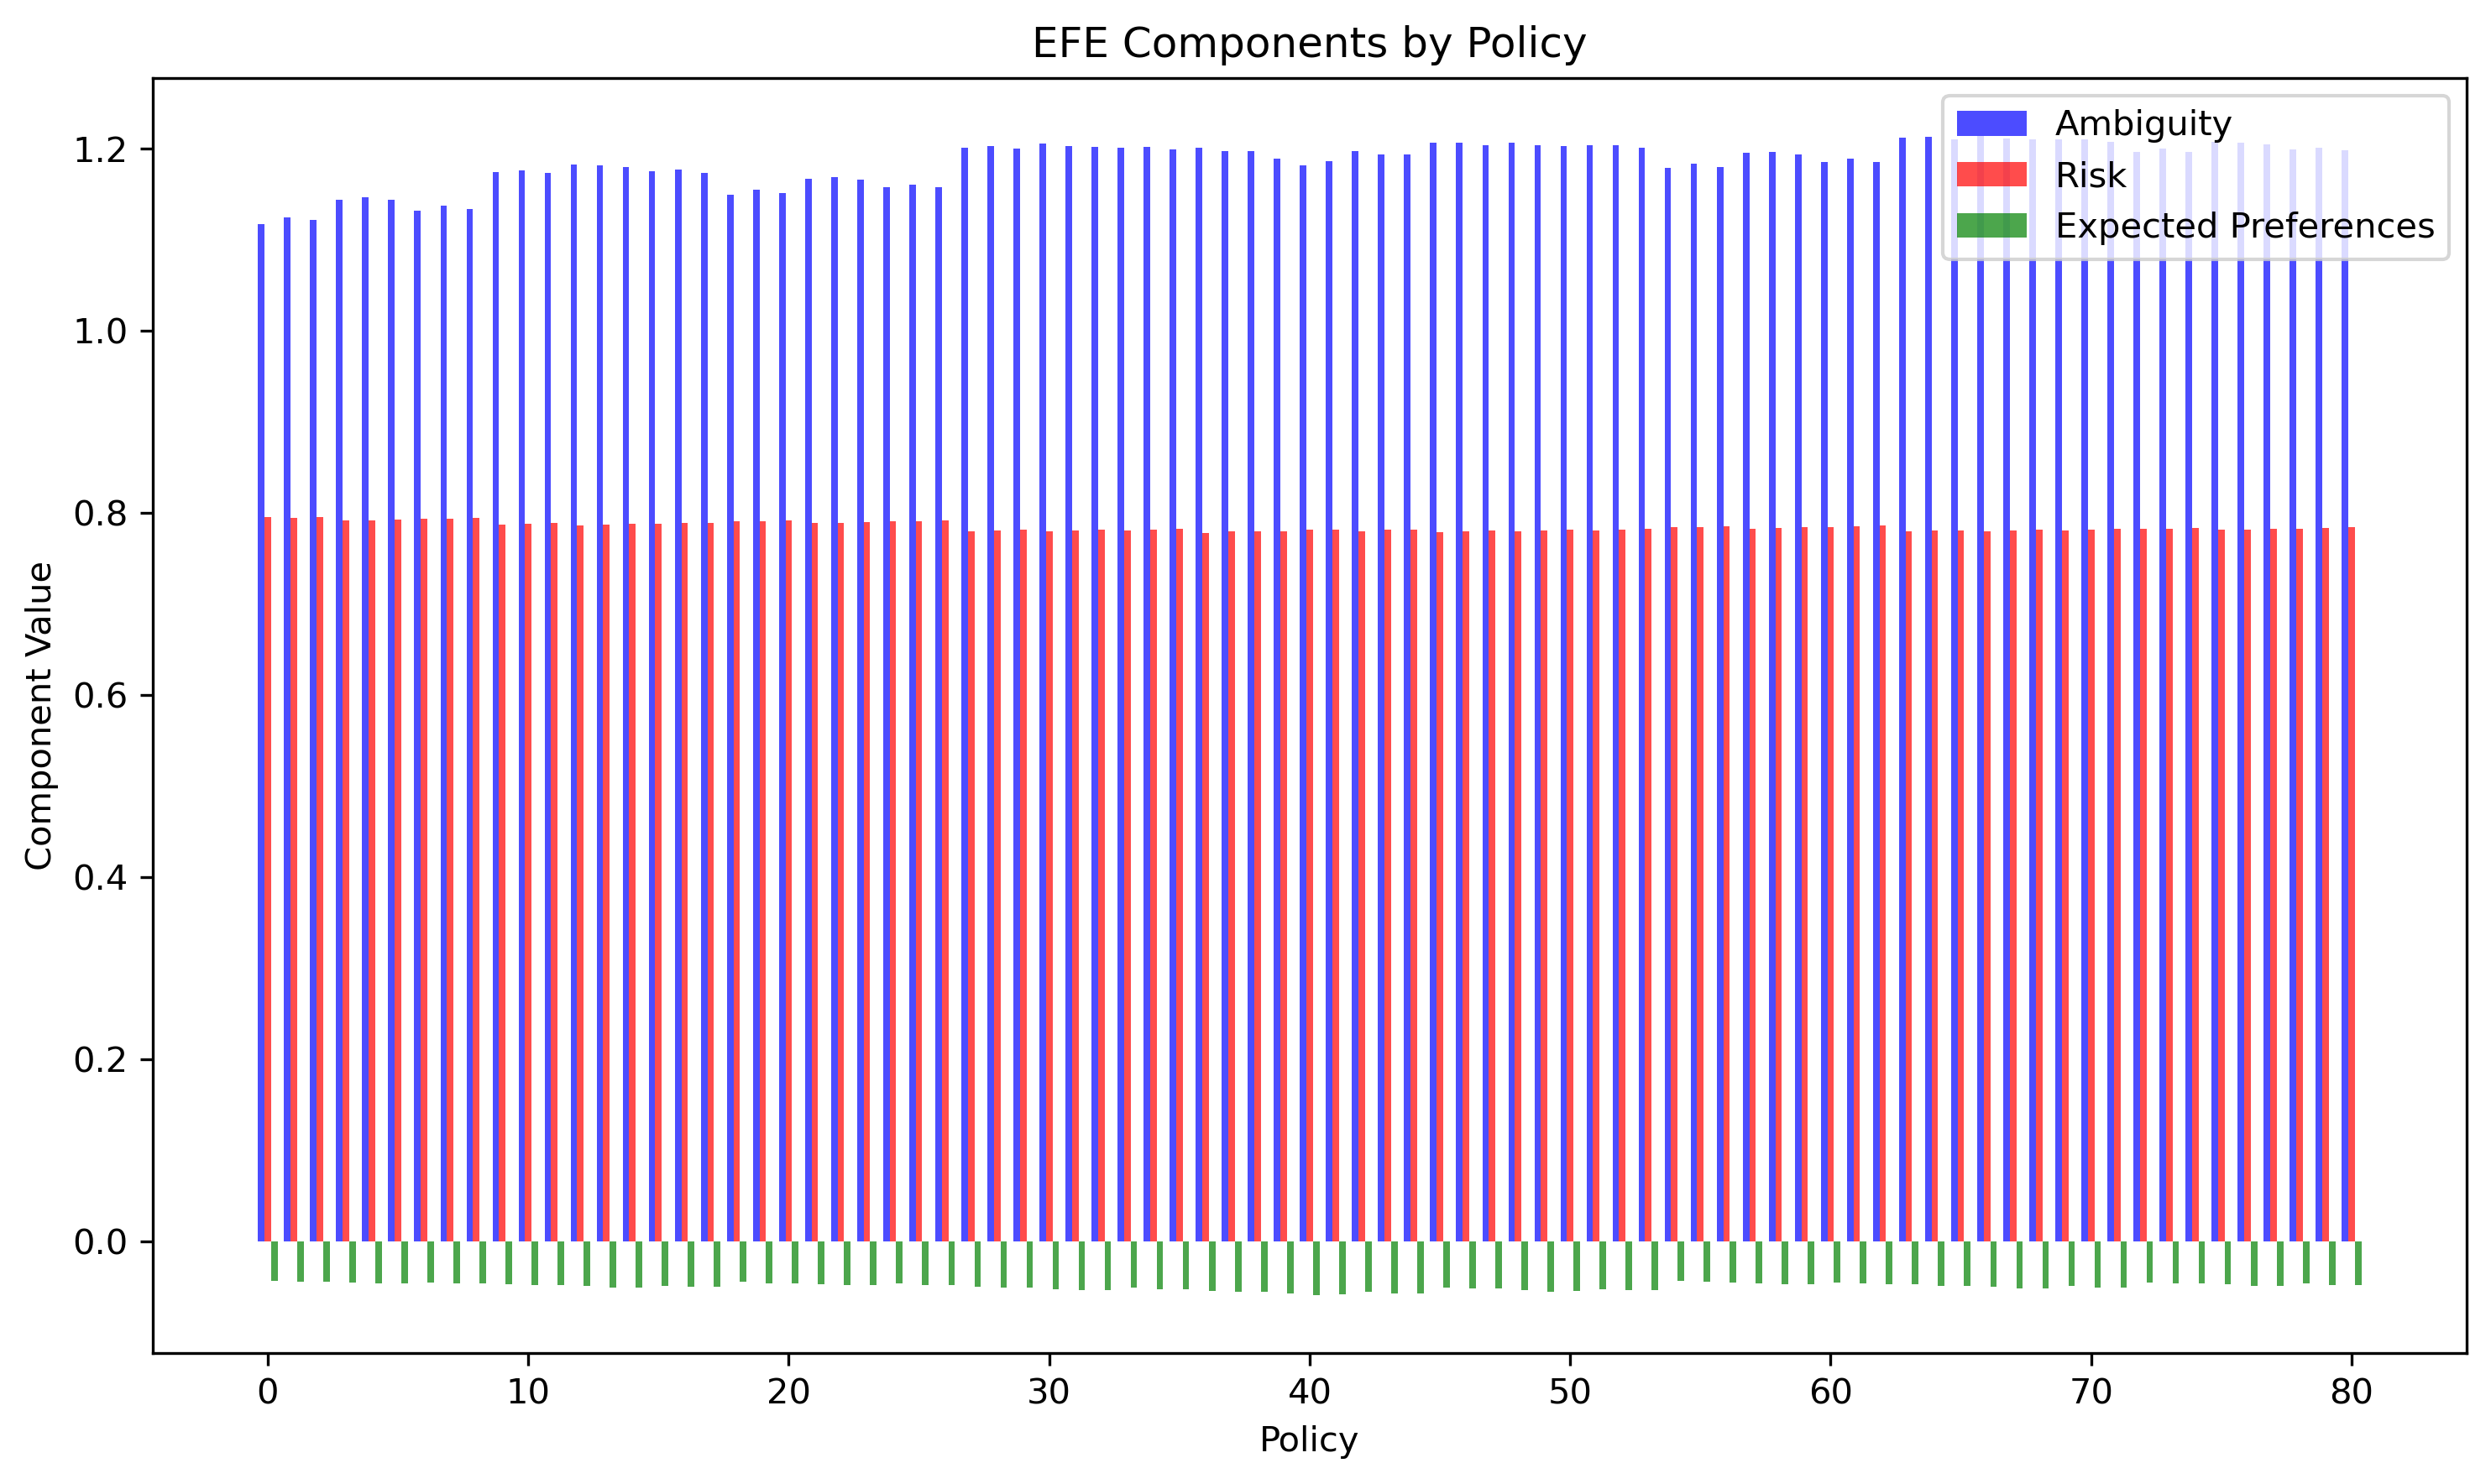 EFE Components by Policy
Ambiguity
Risk
Expected Preferences
Component Value
1.2
1.0
0.8
0.6
0.4
0.2
0.0
0 10 20 30 40 50 60 70 80
Policy